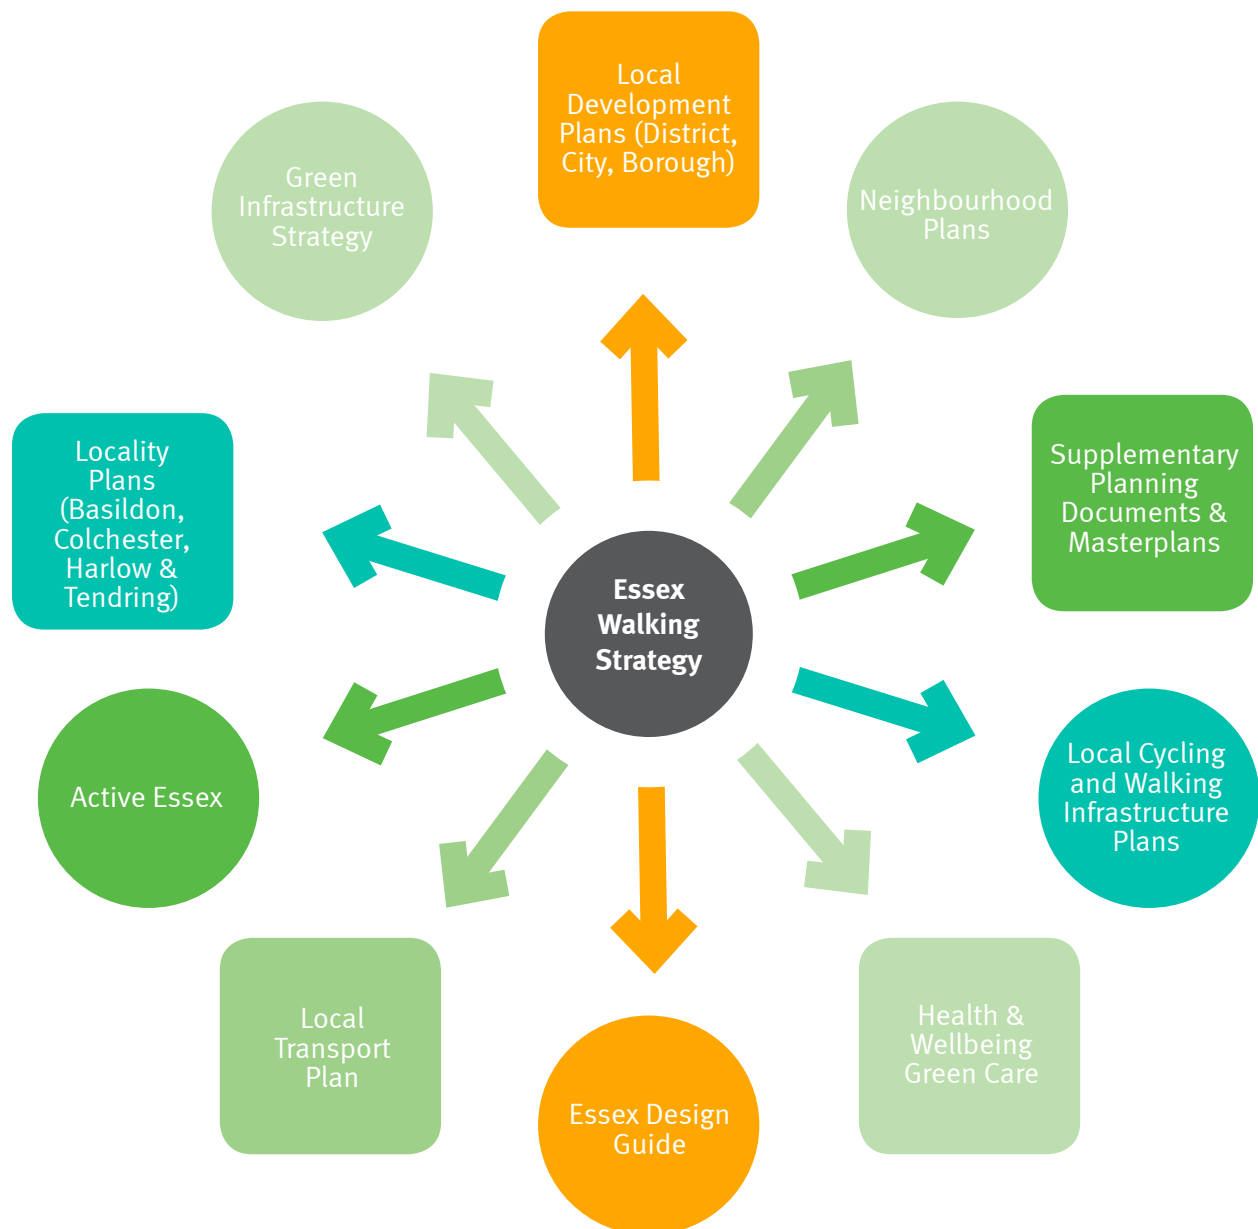 Local
Development
Plans (District,
City, Borough)
Green
Infrastructure
Strategy
Neighbourhood
Plans
Locality
Plans
(Basildon,
Colchester,
Harlow &
Tendring)
Supplementary
Planning
Documents &
Masterplans
Essex
Walking
Strategy
Active Essex
Local Cycling
and Walking
Infrastructure
Plans
Local
Transport
Plan
Health &
Wellbeing
Green Care
Essex Design
Guide